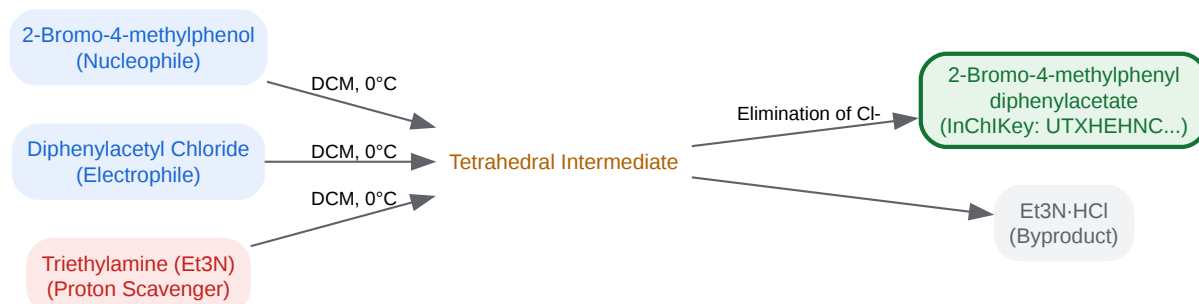 2-Bromo-4-methylphenol
(Nucleophile)
DCM, 0°C
Diphenylacetyl Chloride
(Electrophile)
DCM, 0°C
Triethylamine (Et3N)
(Proton Scavenger)
DCM, 0°C
Tetrahedral Intermediate
Elimination of Cl-
2-Bromo-4-methylphenyl
diphenylacetate
(InChIKey: UTXHEHNC...)
Et3N·HCl
(Byproduct)